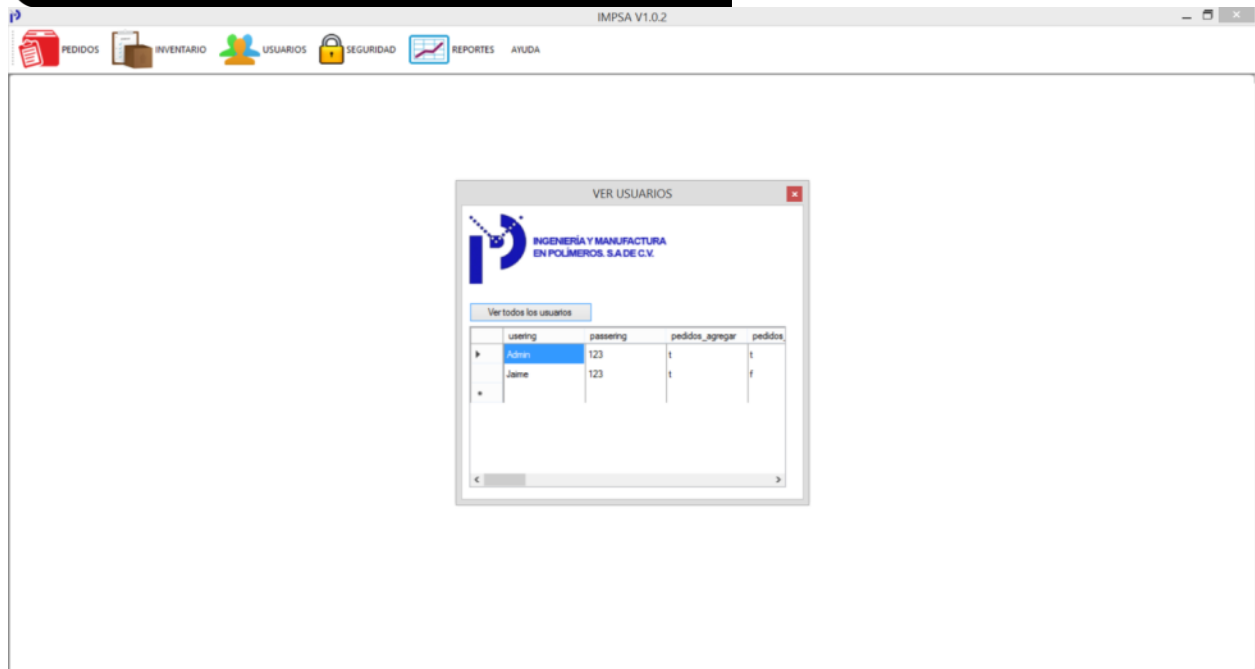 IMPSA V1.0.2
PEDIDOS INVENTARIO USUARIOS SEGURIDAD REPORTES AYUDA
VER USUARIOS
INGENIERÍA Y MANUFACTURA
EN POLÍMEROS. S.A DE C.V.
Ver todos los usuarios
usering passering pedidos_agregar pedidos_
Admin 123 t t
Jaime 123 t f